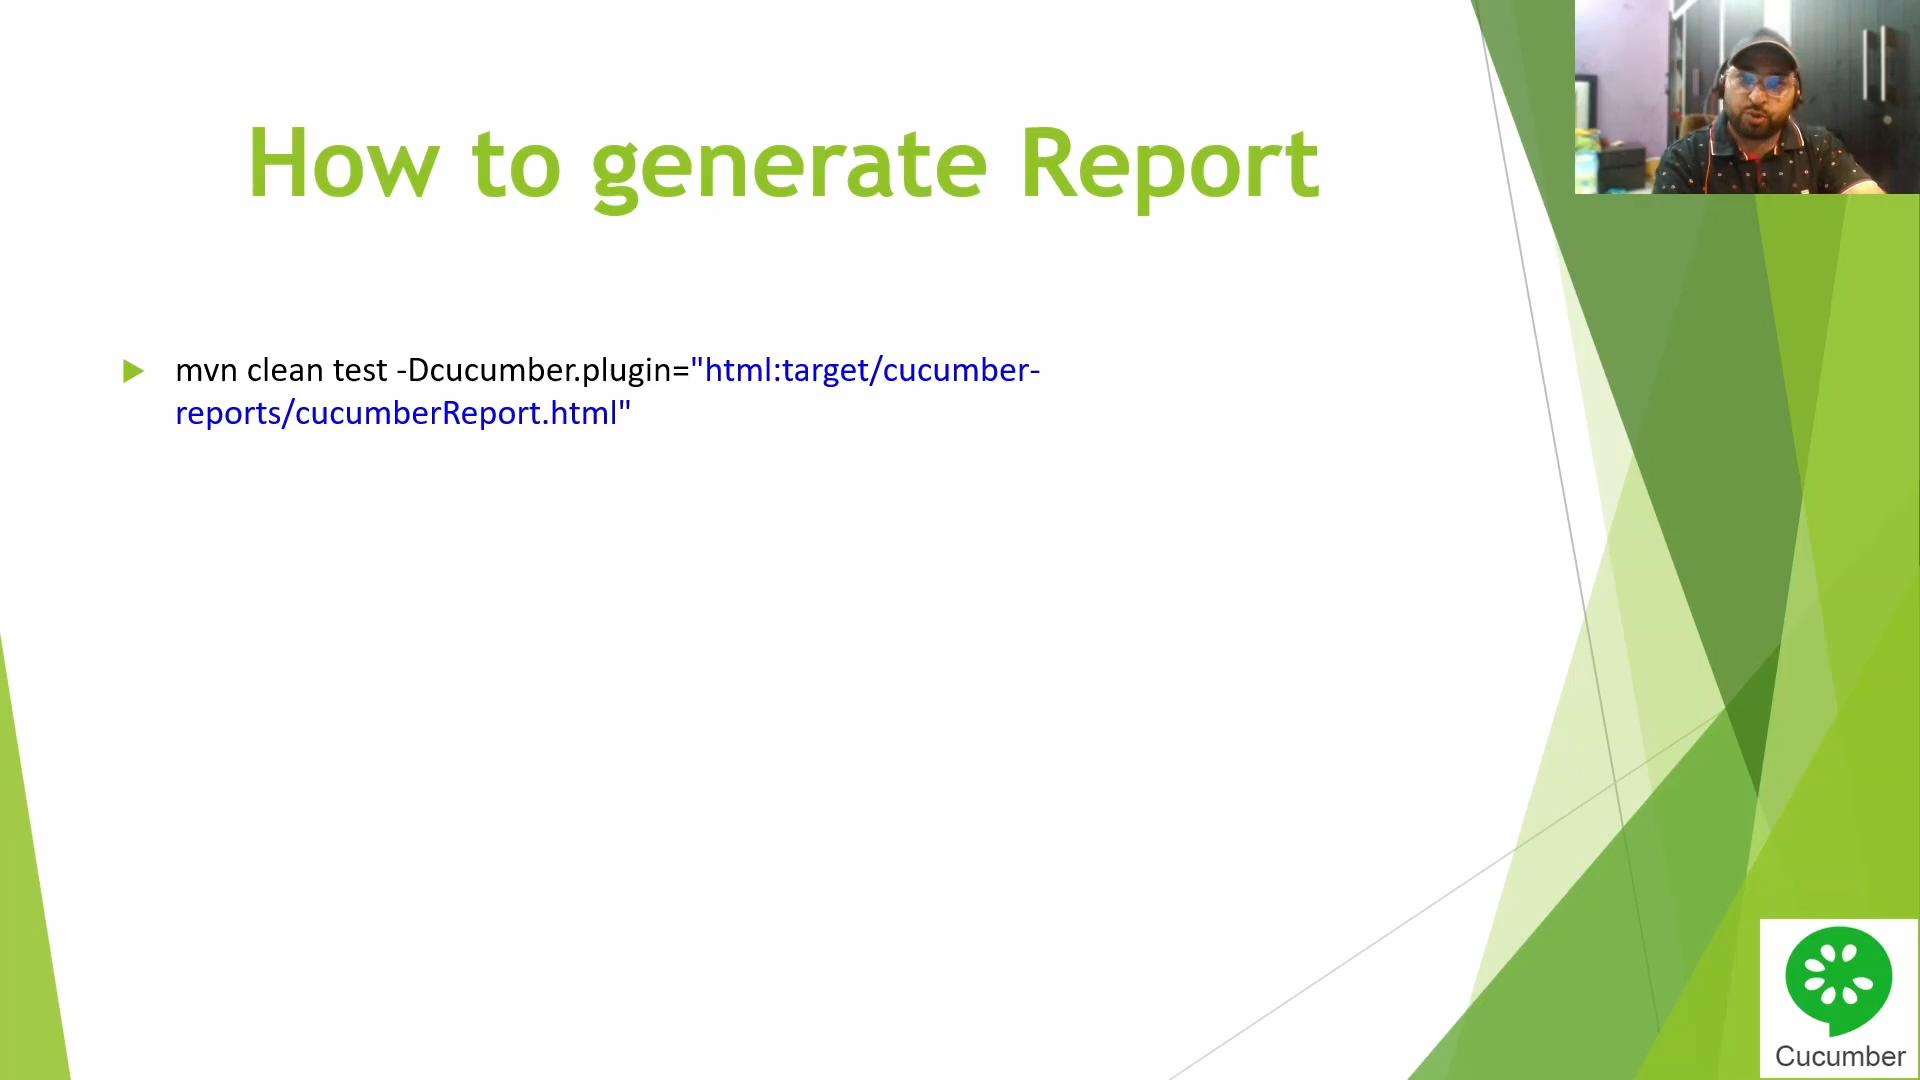 How to generate Report
mvn clean test -Dcucumber.plugin="html:target/cucumber-
reports/cucumberReport.html"
Cucumber